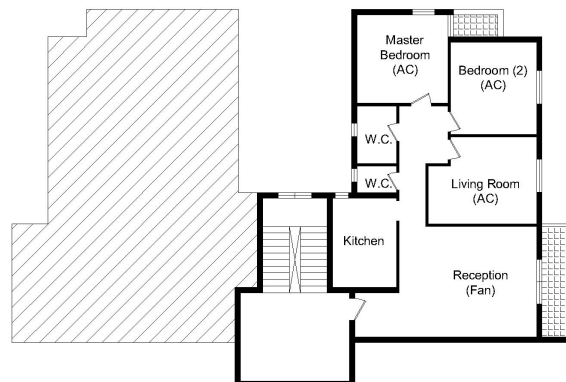 Master
Bedroom
(AC)
Bedroom (2)
(AC)
W.C.
W.C.
Living Room
(AC)
Kitchen
Reception
(Fan)